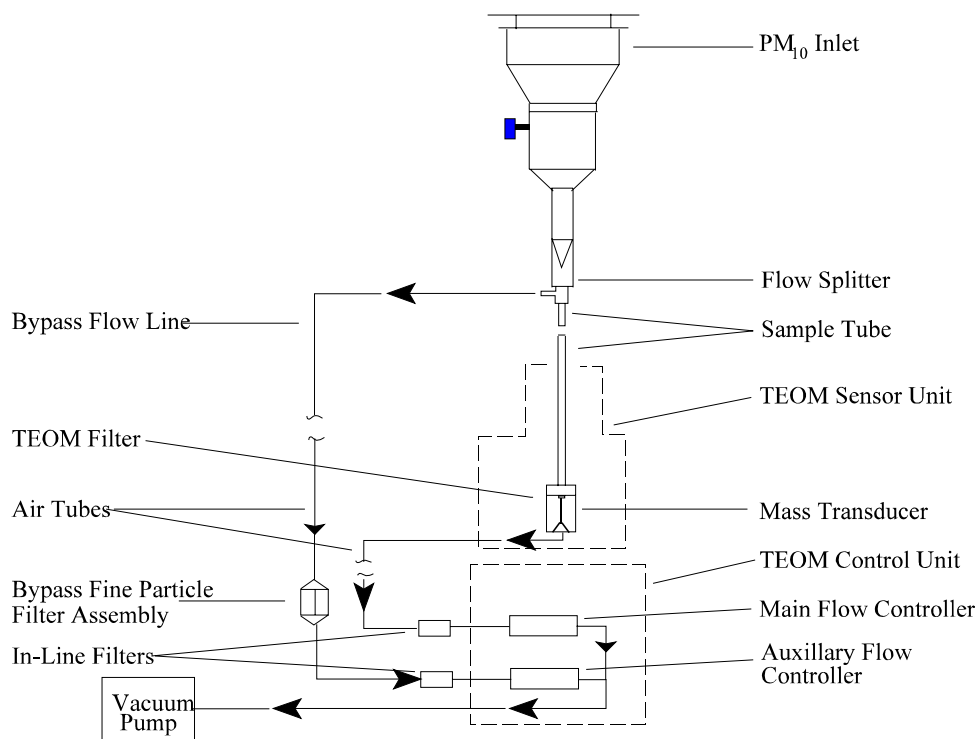 PM10 Inlet
Flow Splitter
Bypass Flow Line
Sample Tube
TEOM Sensor Unit
TEOM Filter
Air Tubes
Mass Transducer
TEOM Control Unit
Bypass Fine Particle
Filter Assembly
Main Flow Controller
In-Line Filters
Auxillary Flow
Controller
Vacuum
Pump